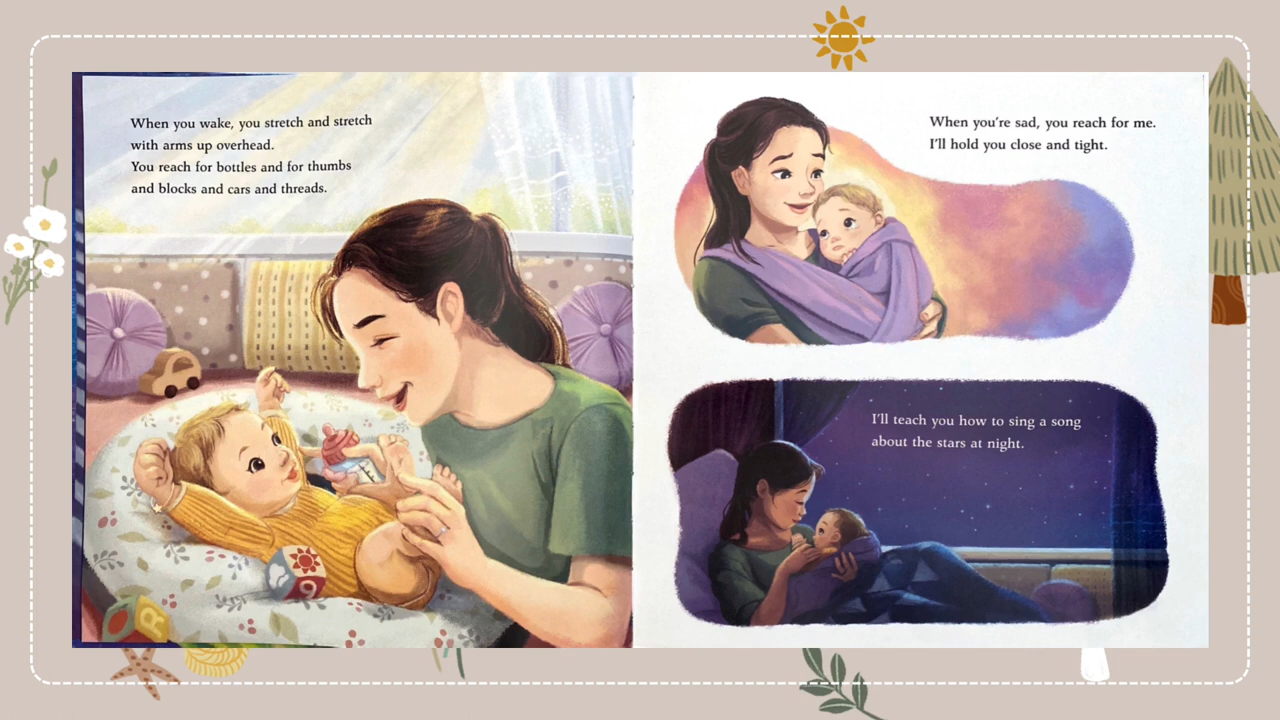 When you wake, you stretch and stretch
with arms up overhead.
You reach for bottles and for thumbs
and blocks and cars and threads.
When you're sad, you reach for me.
I'll hold you close and tight.
I'll teach you how to sing a song
about the stars at night.
R
9